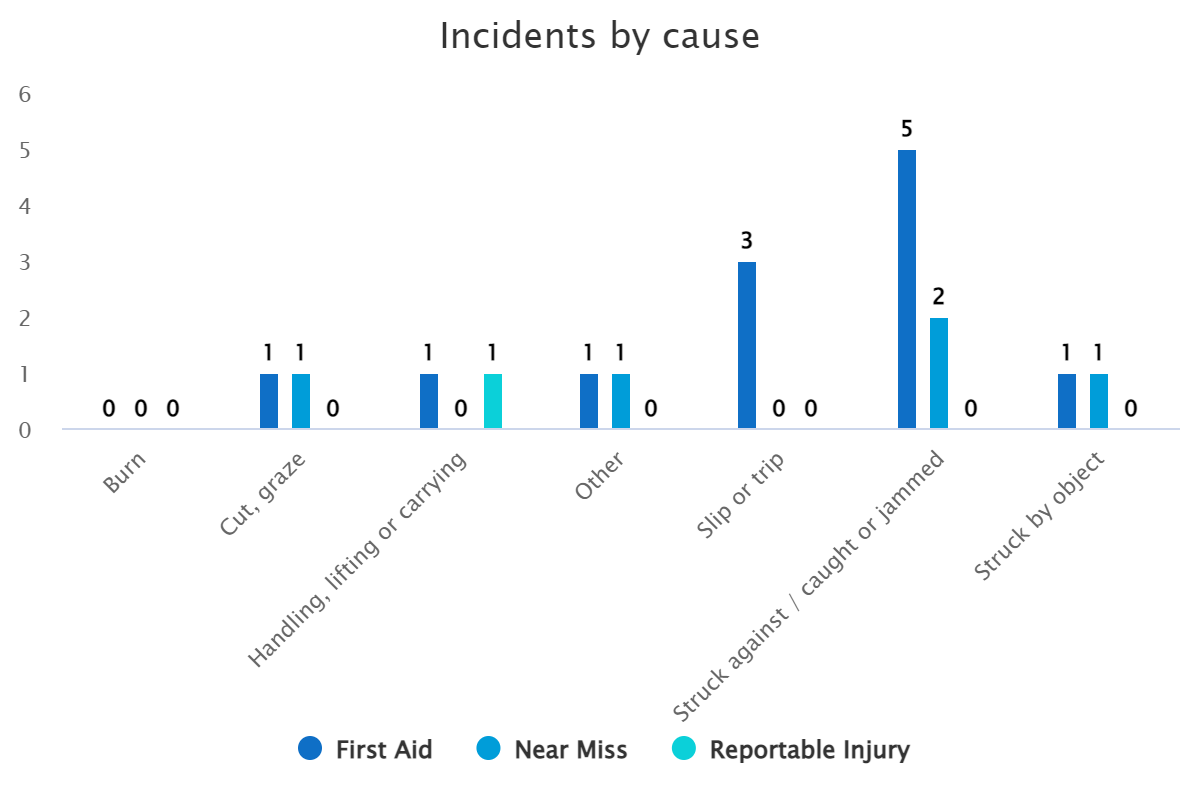 Incidents by cause
6
5
4
3
2
1
0
0 0 0
1 1 0
1 0 1
1 1 0
3 0 0
5 2 0
1 1 0
Burn
Cut, graze
Handling, lifting or carrying
Other
Slip or trip
Struck against / caught or jammed
Struck by object
First Aid Near Miss Reportable Injury